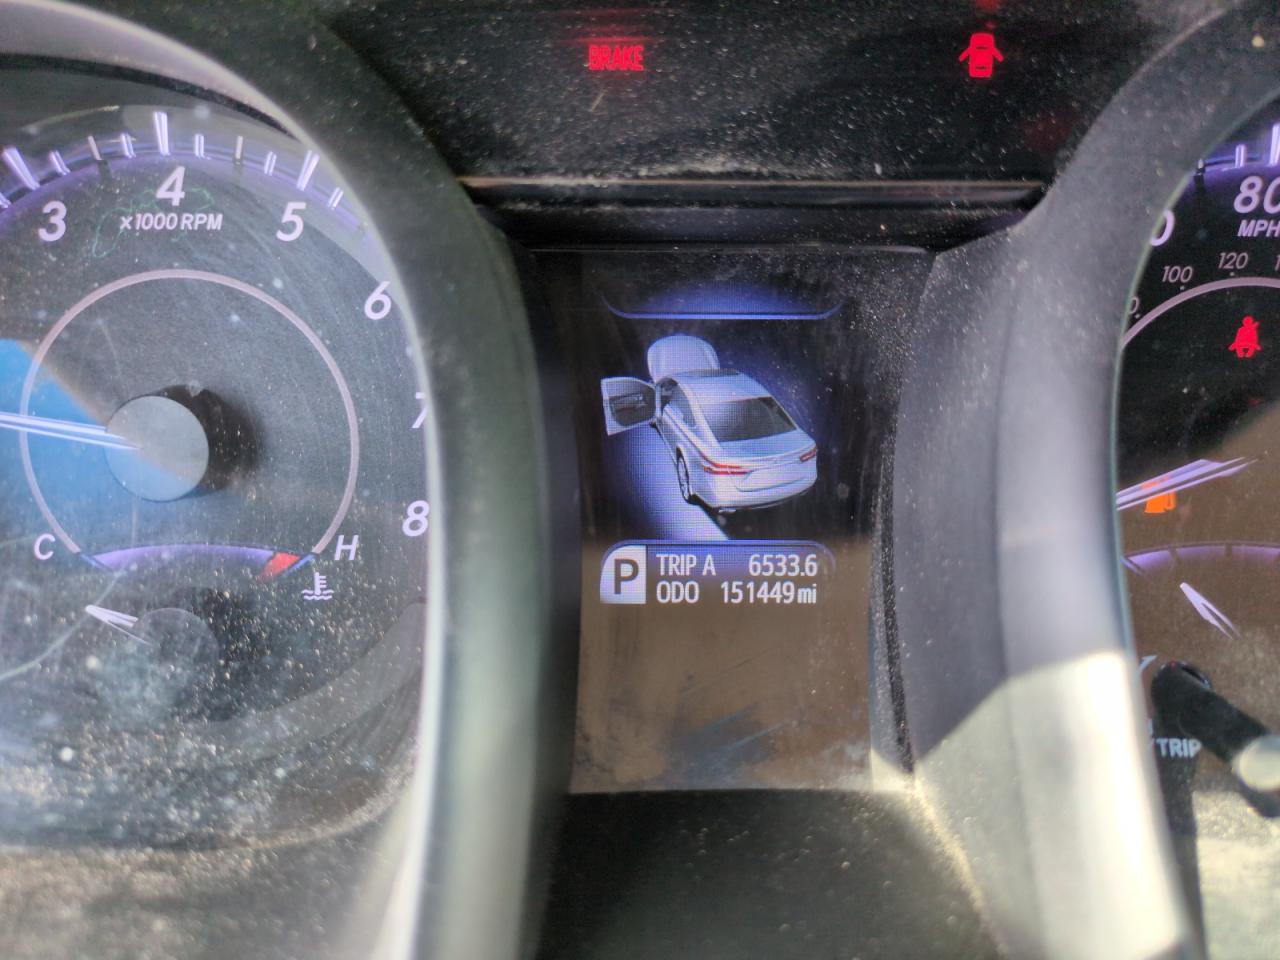 BRAKE
3
4
5
6
7
8
x1000 RPM
C
H
P
TRIP A 6533.6
ODO 151449 mi
80
MPH
100
120
TRIP